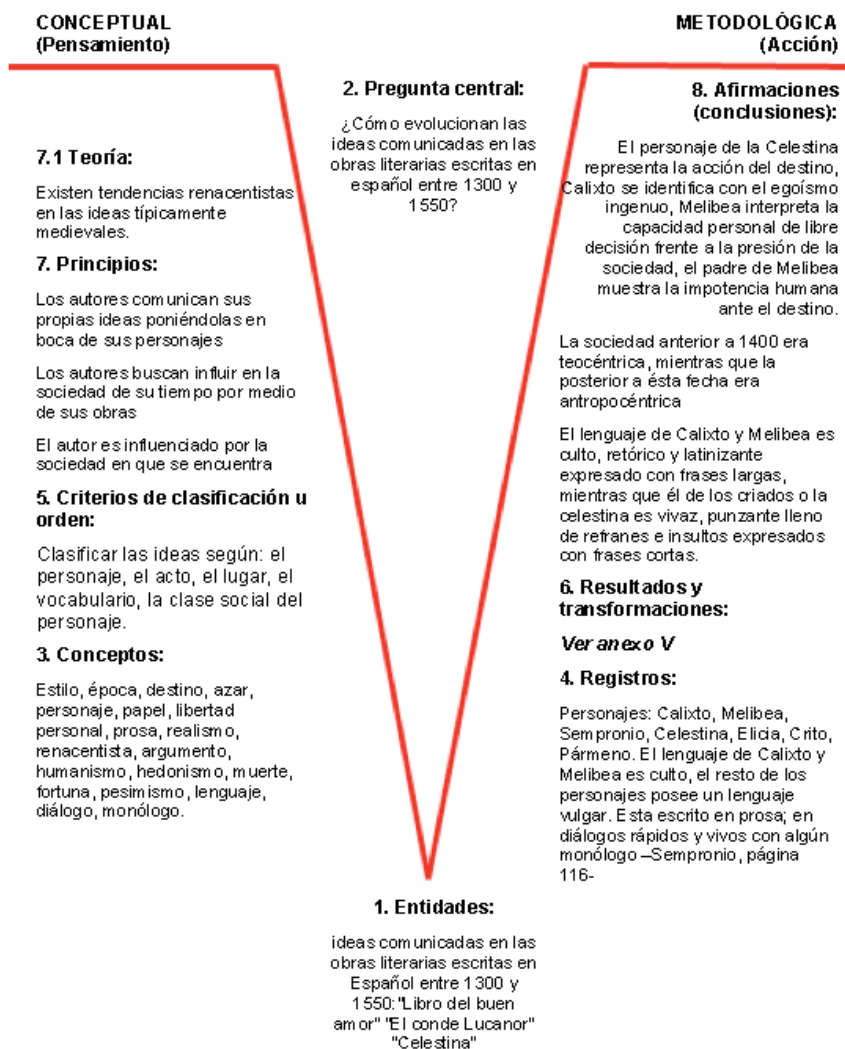 CONCEPTUAL
(Pensamiento)
7.1 Teoría:
Existen tendencias renacentistas
en las ideas típicamente
medievales.
7. Principios:
Los autores comunican sus
propias ideas poniéndolas en
boca de sus personajes
Los autores buscan influir en la
sociedad de su tiempo por medio
de sus obras
El autor es influenciado por la
sociedad en que se encuentra
5. Criterios de clasificación u
orden:
Clasificar las ideas según: el
personaje, el acto, el lugar, el
vocabulario, la clase social del
personaje.
3. Conceptos:
Estilo, época, destino, azar,
personaje, papel, libertad
personal, prosa, realismo,
renacentista, argumento,
humanismo, hedonismo, muerte,
fortuna, pesimismo, lenguaje,
diálogo, monólogo.
2. Pregunta central:
¿Cómo evolucionan las
ideas comunicadas en las
obras literarias escritas en
español entre 1300 y
1550?
METODOLÓGICA
(Acción)
8. Afirmaciones
(conclusiones):
El personaje de la Celestina
representa la acción del destino,
Calixto se identifica con el egoísmo
ingenuo, Melibea interpreta la
capacidad personal de libre
decisión frente a la presión de la
sociedad, el padre de Melibea
muestra la impotencia humana
ante el destino.
La sociedad anterior a 1400 era
teocéntrica, mientras que la
posterior a ésta fecha era
antropocéntrica
El lenguaje de Calixto y Melibea es
culto, retórico y latinizante
expresado con frases largas,
mientras que él de los criados o la
celestina es vivaz, punzante lleno
de refranes e insultos expresados
con frases cortas.
6. Resultados y
transformaciones:
Ver anexo V
4. Registros:
Personajes: Calixto, Melibea,
Sempronio, Celestina, Elicia, Crito,
Pármeno. El lenguaje de Calixto y
Melibea es culto, el resto de los
personajes posee un lenguaje
vulgar. Esta escrito en prosa; en
diálogos rápidos y vivos con algún
monólogo –Sempronio, página
116-
1. Entidades:
ideas comunicadas en las
obras literarias escritas en
Español entre 1300 y
1550: "Libro del buen
amor" "El conde Lucanor"
"Celestina"